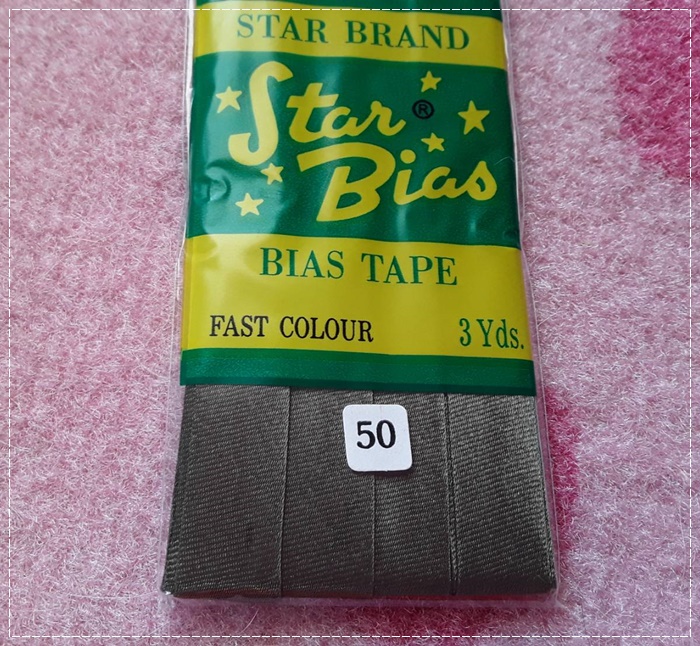 STAR BRAND
Star ®
Bias
BIAS TAPE
FAST COLOUR 3 Yds.
50